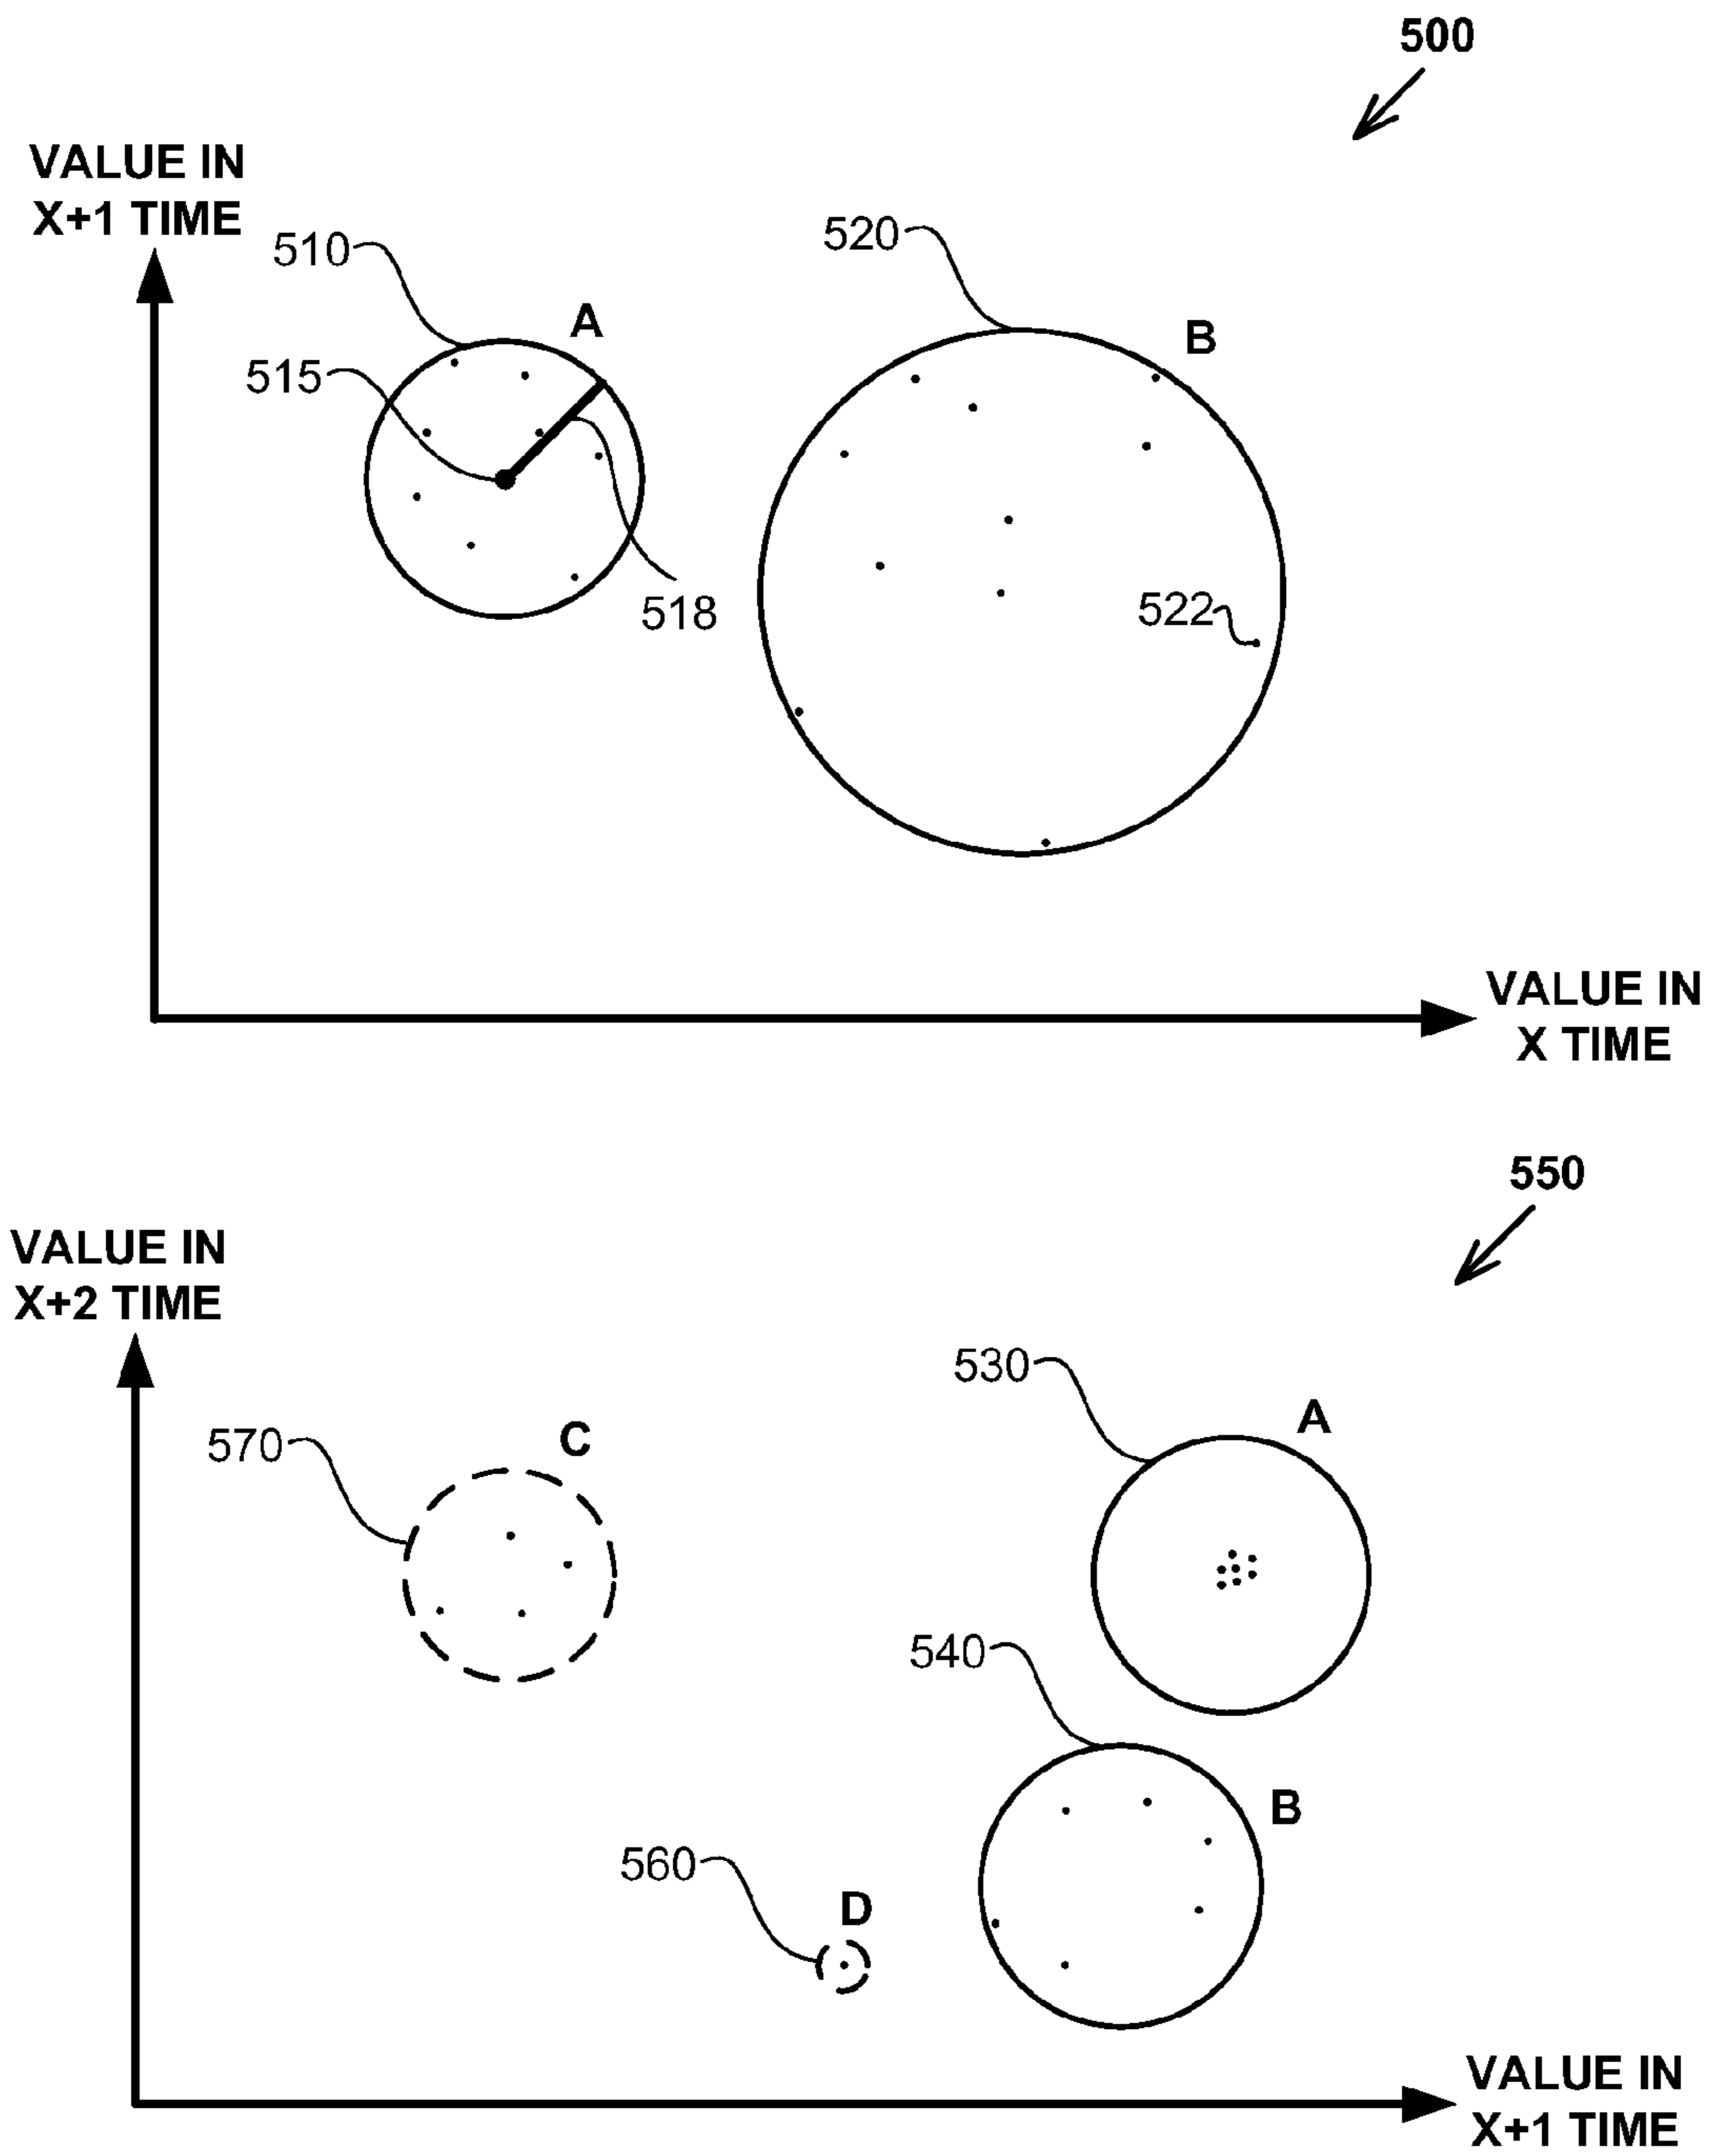 500
VALUE IN
X+1 TIME
510
A
520
B
515
518
522
VALUE IN
X TIME
550
VALUE IN
X+2 TIME
530
A
570
C
540
B
560
D
VALUE IN
X+1 TIME